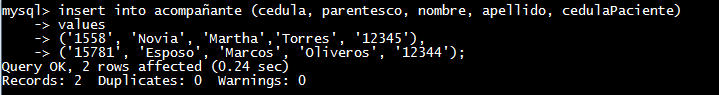 mysql> insert into acompañante (cedula, parentesco, nombre, apellido, cedulaPaciente)
-> values
-> ('1558', 'Novia', 'Martha','Torres', '12345'),
-> ('15781', 'Esposo', 'Marcos', 'Oliveros', '12344');
Query OK, 2 rows affected (0.24 sec)
Records: 2  Duplicates: 0  Warnings: 0